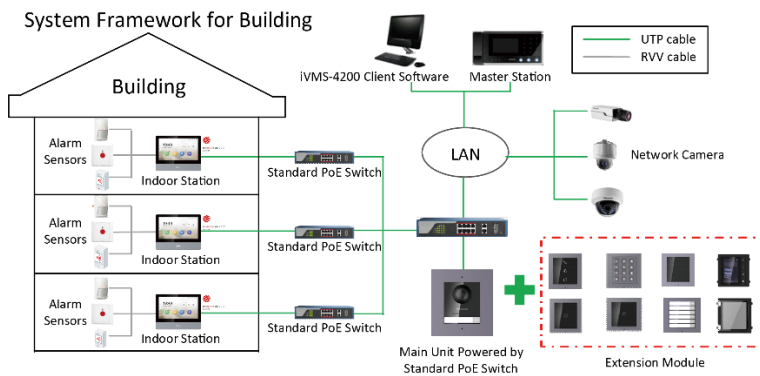 System Framework for Building
UTP cable
RVV cable
iVMS-4200 Client Software
Master Station
Building
LAN
Network Camera
Alarm
Sensors
Indoor Station
Standard PoE Switch
Alarm
Sensors
Indoor Station
Standard PoE Switch
Alarm
Sensors
Indoor Station
Standard PoE Switch
Main Unit Powered by
Standard PoE Switch
Extension Module